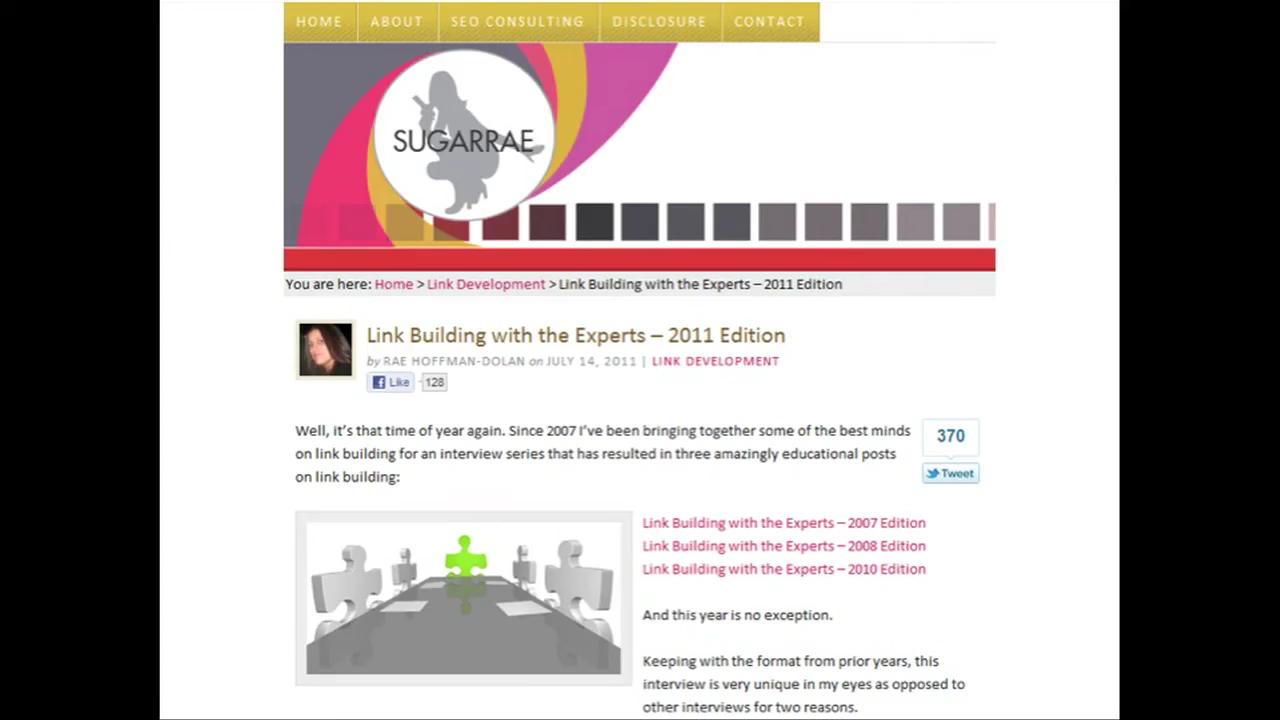 HOME ABOUT SEO CONSULTING DISCLOSURE CONTACT
SUGARRAE
You are here: Home > Link Development > Link Building with the Experts – 2011 Edition
Link Building with the Experts – 2011 Edition
by RAE HOFFMAN-DOLAN on JULY 14, 2011 | LINK DEVELOPMENT
Like 128
Well, it's that time of year again. Since 2007 I've been bringing together some of the best minds
on link building for an interview series that has resulted in three amazingly educational posts
on link building:
370
Tweet
Link Building with the Experts – 2007 Edition
Link Building with the Experts – 2008 Edition
Link Building with the Experts – 2010 Edition
And this year is no exception.
Keeping with the format from prior years, this
interview is very unique in my eyes as opposed to
other interviews for two reasons.